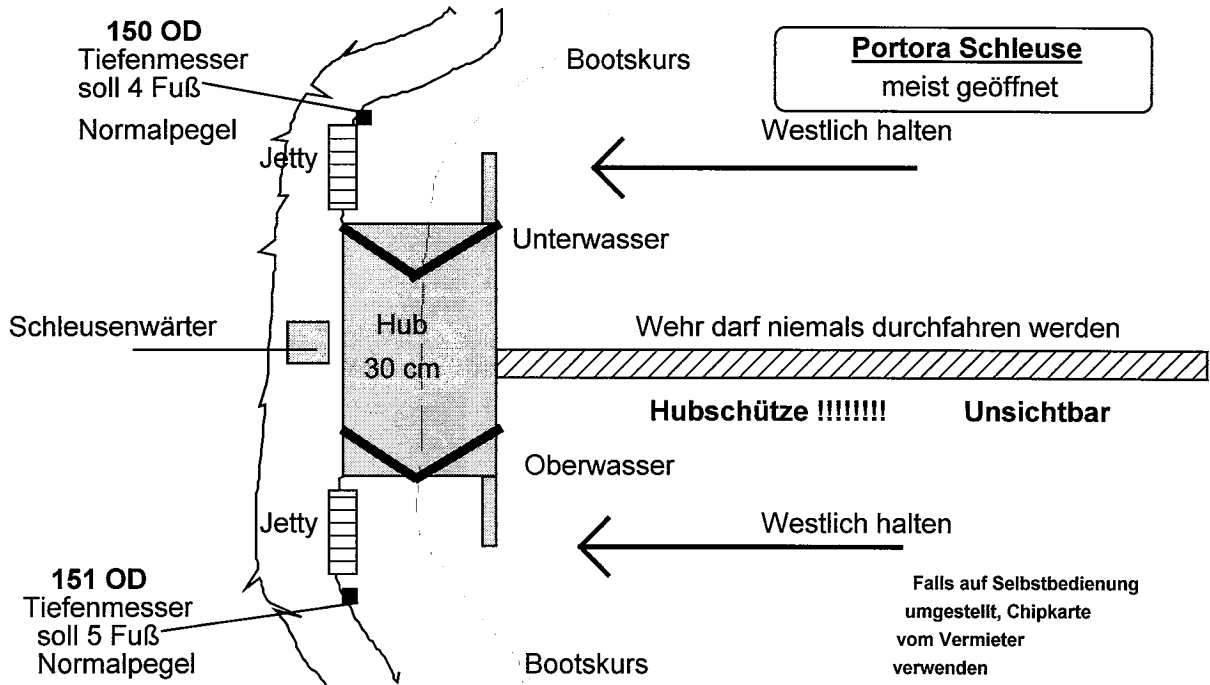 150 OD
Tiefenmesser
soll 4 Fuß
Normalpegel
Jetty
Bootskurs
Portora Schleuse
meist geöffnet
Westlich halten
Unterwasser
Schleusenwärter
Hub
30 cm
Wehr darf niemals durchfahren werden
Hubschütze !!!!!!!! Unsichtbar
Oberwasser
Jetty
Westlich halten
151 OD
Tiefenmesser
soll 5 Fuß
Normalpegel
Bootskurs
Falls auf Selbstbedienung
umgestellt, Chipkarte
vom Vermieter
verwenden